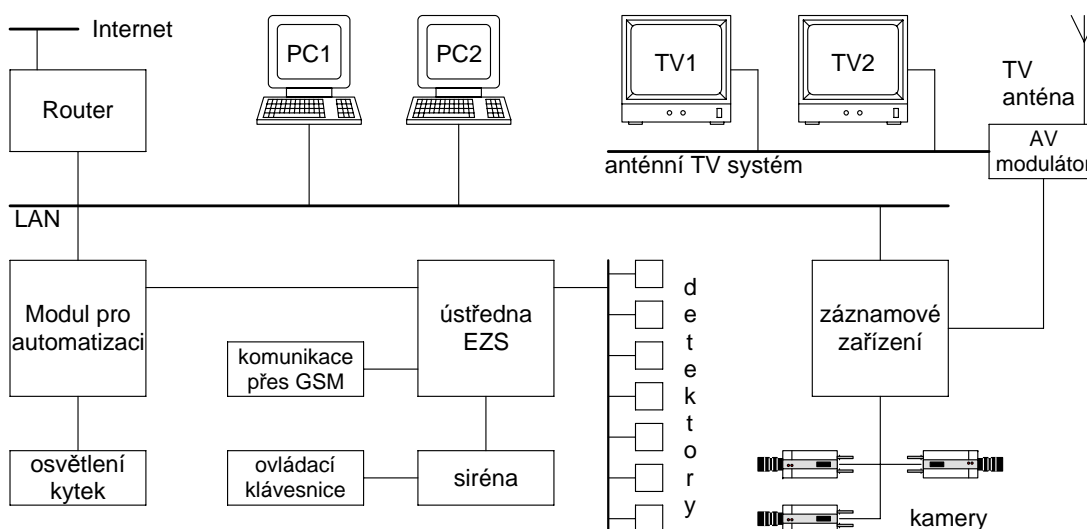 Internet
PC1
PC2
TV1
TV2
TV
anténa
Router
AV
modulátor
anténní TV systém
LAN
Modul pro
automatizaci
ústředna
EZS
detektory
záznamové
zařízení
komunikace
přes GSM
osvětlení
kytek
ovládací
klávesnice
siréna
kamery